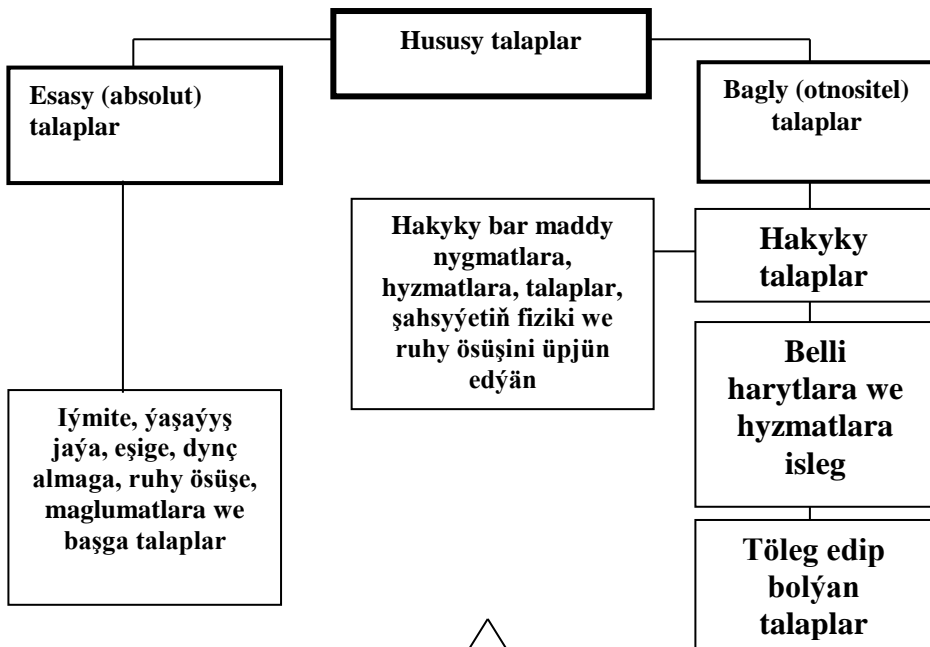 Hususy talaplar
Esasy (absolut)
talaplar
Bagly (otnositel)
talaplar
Hakyky bar maddy
nygmatlara,
hyzmatlara, talaplar,
şahsyýetiň fiziki we
ruhy ösüşini üpjün
edýän
Hakyky
talaplar
Belli
harytlara we
hyzmatlara
isleg
Iýmite, ýaşaýyş
jaýa, eşige, dynç
almaga, ruhy ösüşe,
maglumatlara we
başga talaplar
Töleg edip
bolýan
talaplar